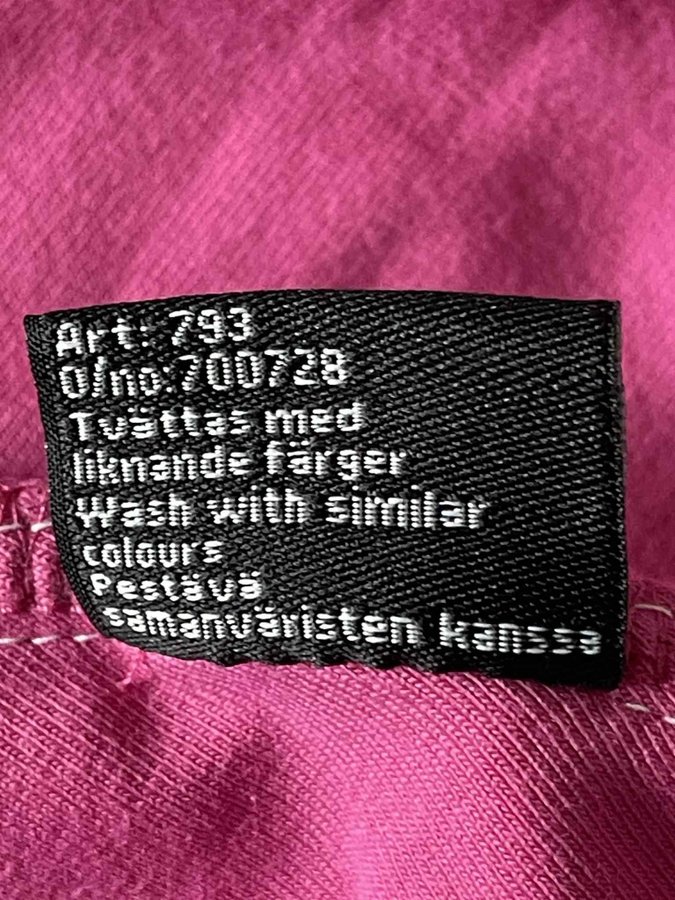 Art: 793
O/no:700728
Tvättas med
liknande färger
Wash with similar
colours
Pestävä
samanväristen kanssa